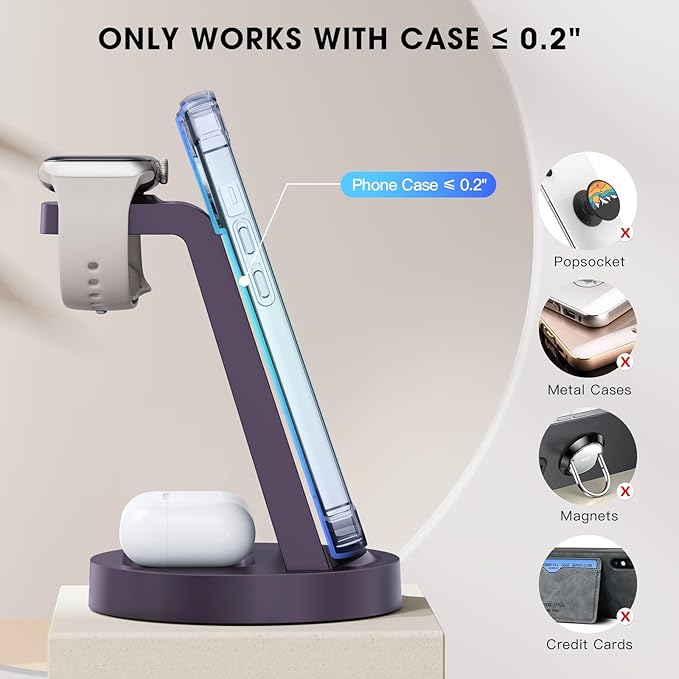 ONLY WORKS WITH CASE ≤ 0.2"
Phone Case ≤ 0.2"
X
Popsocket
X
Metal Cases
X
Magnets
X
Credit Cards